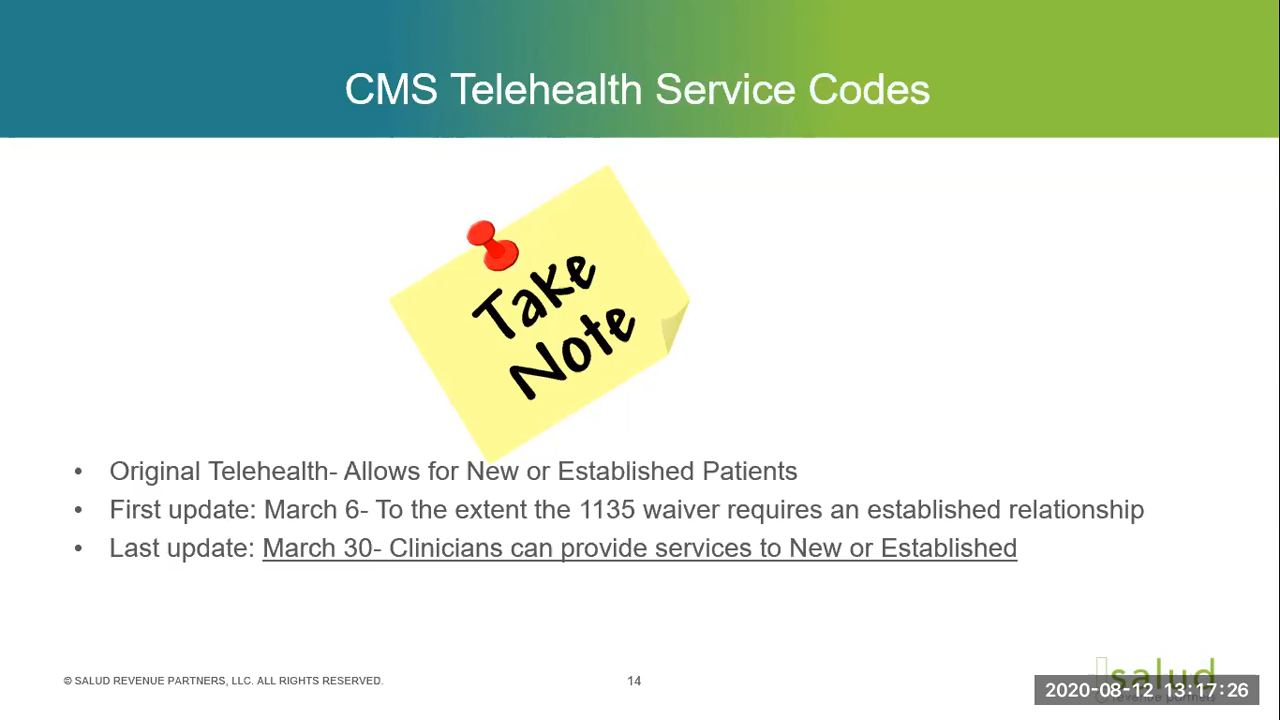 CMS Telehealth Service Codes
Take
Note
• Original Telehealth- Allows for New or Established Patients
• First update: March 6- To the extent the 1135 waiver requires an established relationship
• Last update: March 30- Clinicians can provide services to New or Established
© SALUD REVENUE PARTNERS, LLC. ALL RIGHTS RESERVED.
14
salud
2020-08-12 13:17:26